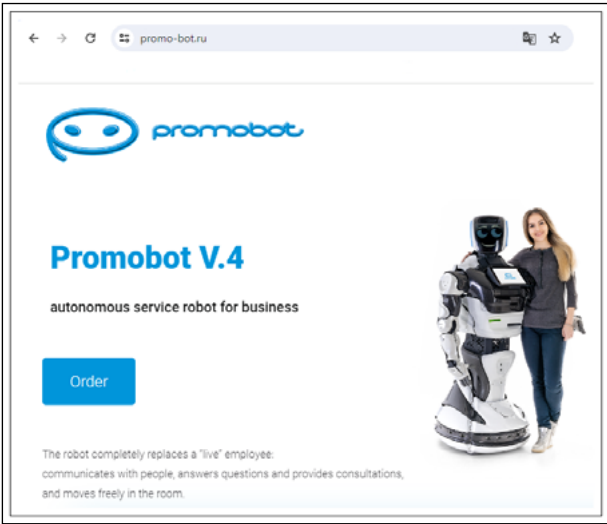 promo-bot.ru
promobot
Promobot V.4
autonomous service robot for business
Order
The robot completely replaces a "live" employee:
communicates with people, answers questions and provides consultations,
and moves freely in the room.